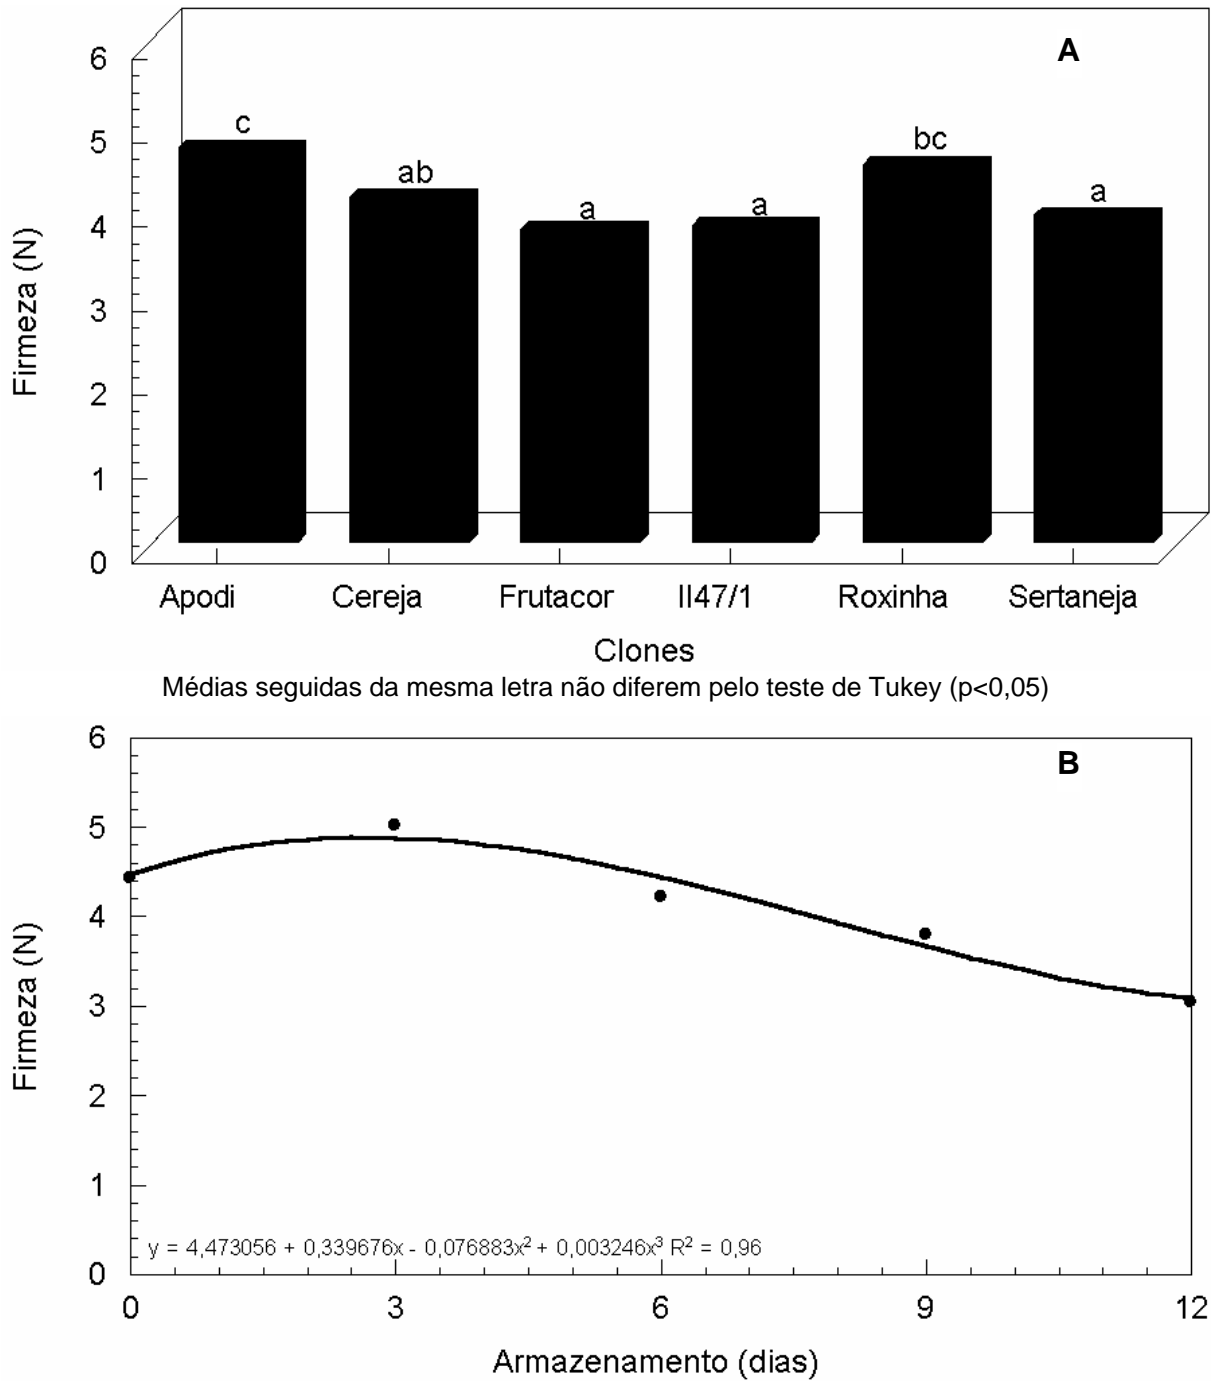 A
6
5
4
3
2
1
0
Firmeza (N)
c
ab
a
a
bc
a
Apodi Cereja Frutacor II47/1 Roxinha Sertaneja
Clones
Médias seguidas da mesma letra não diferem pelo teste de Tukey (p<0,05)
B
6
5
4
3
2
1
0
Firmeza (N)
y = 4,473056 + 0,339676x - 0,076883x² + 0,003246x³ R² = 0,96
0 3 6 9 12
Armazenamento (dias)